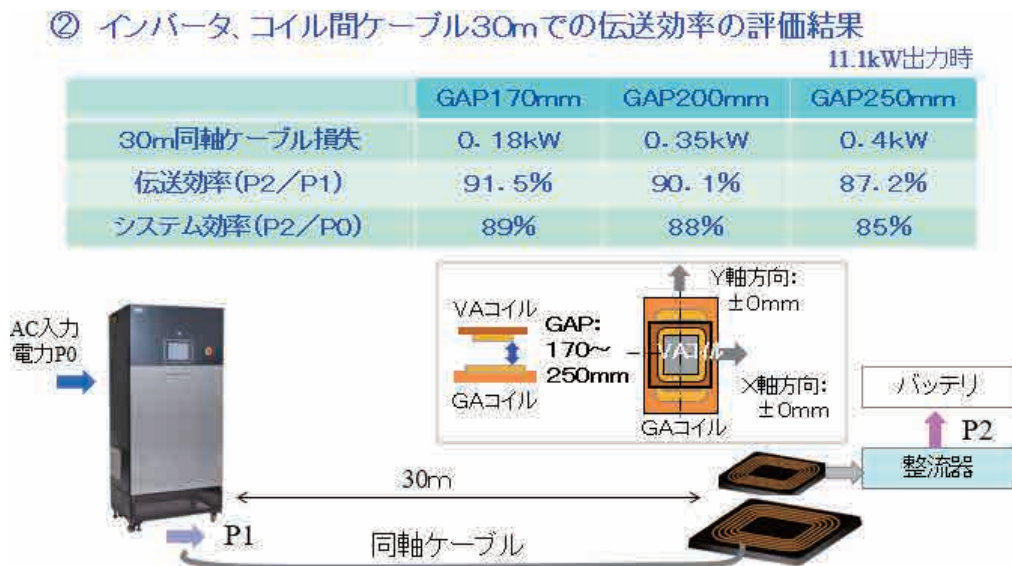 ② インバータ、コイル間ケーブル30mでの伝送効率の評価結果
11.1kW出力時
GAP170mm GAP200mm GAP250mm
30m同軸ケーブル損失 0.18kW 0.35kW 0.4kW
伝送効率(P2/P1) 91.5% 90.1% 87.2%
システム効率(P2/P0) 89% 88% 85%
AC入力
電力P0
VAコイル
GAP:
170~
250mm
GAコイル
Y軸方向:
±0mm
VAコイル
X軸方向:
±0mm
GAコイル
バッテリ
P2
整流器
30m
P1
同軸ケーブル